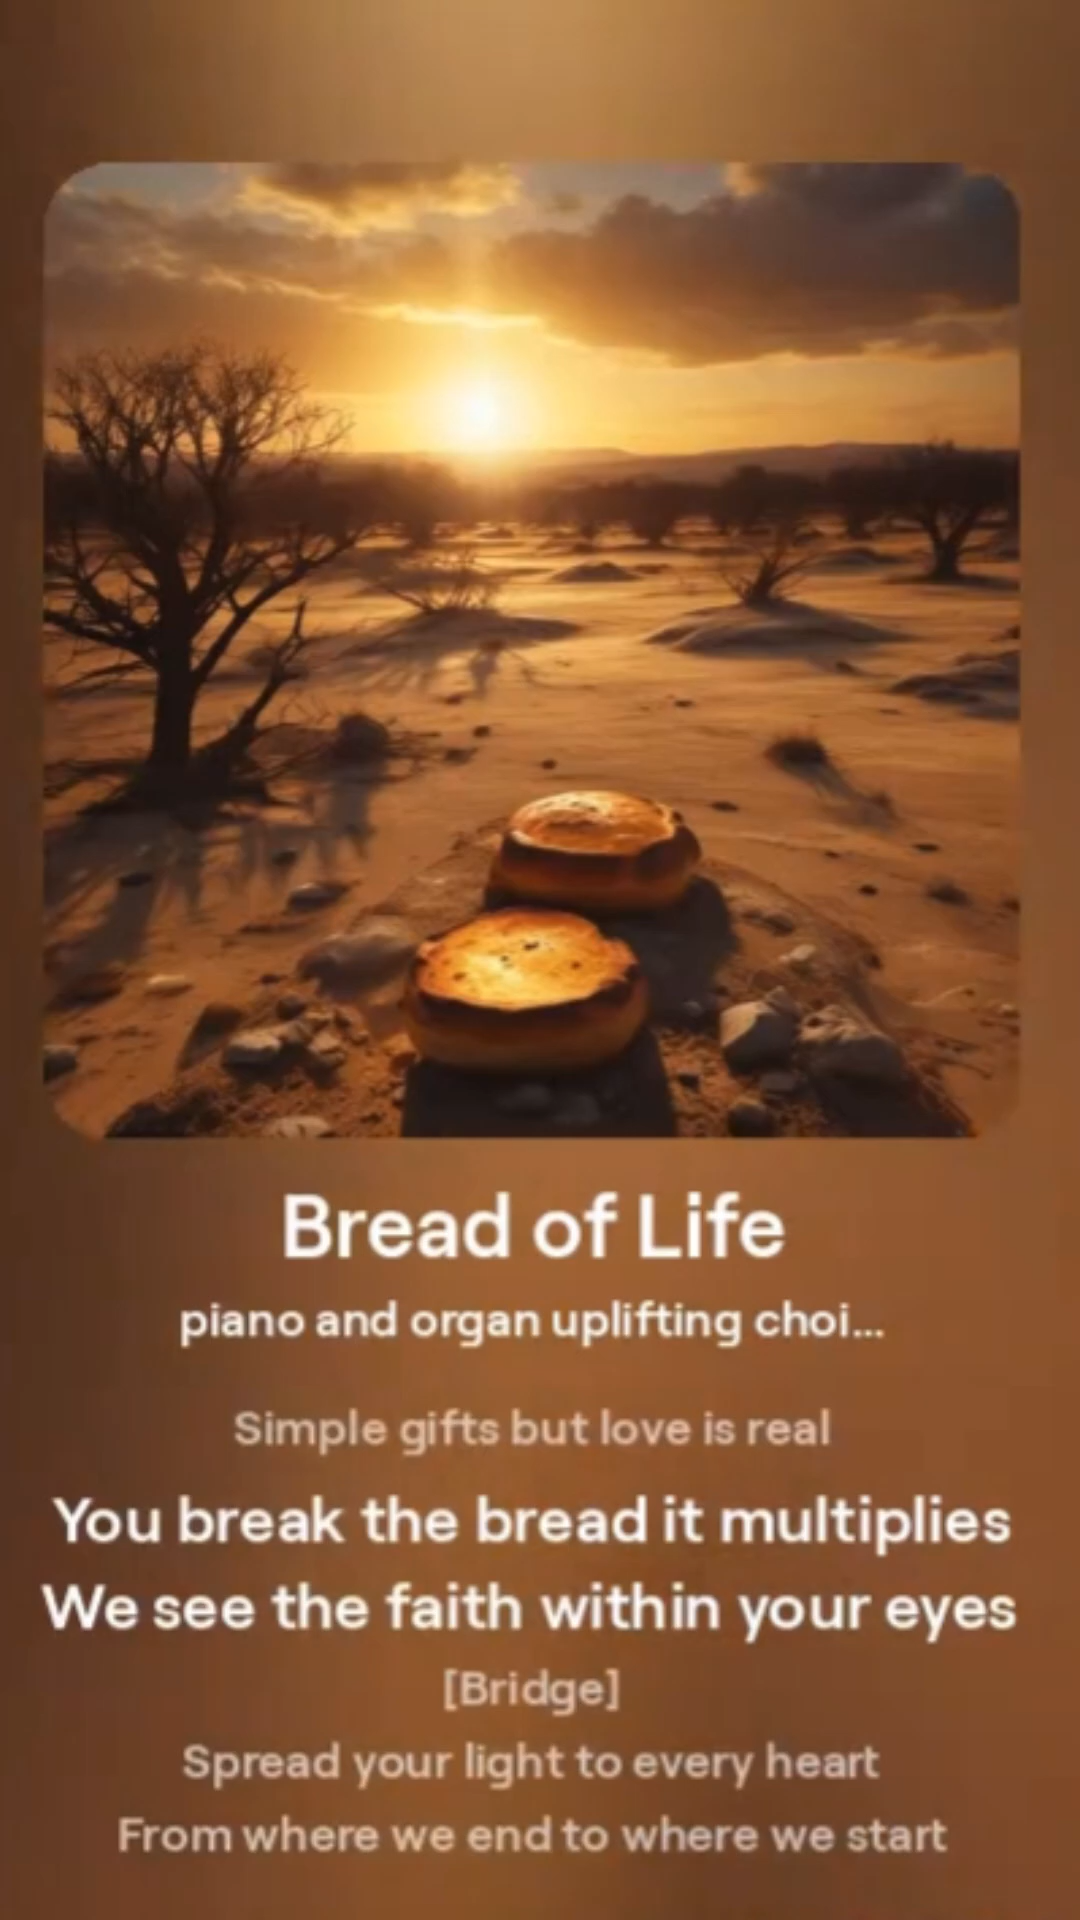 Bread of Life
piano and organ uplifting choi...
Simple gifts but love is real
You break the bread it multiplies
We see the faith within your eyes
[Bridge]
Spread your light to every heart
From where we end to where we start